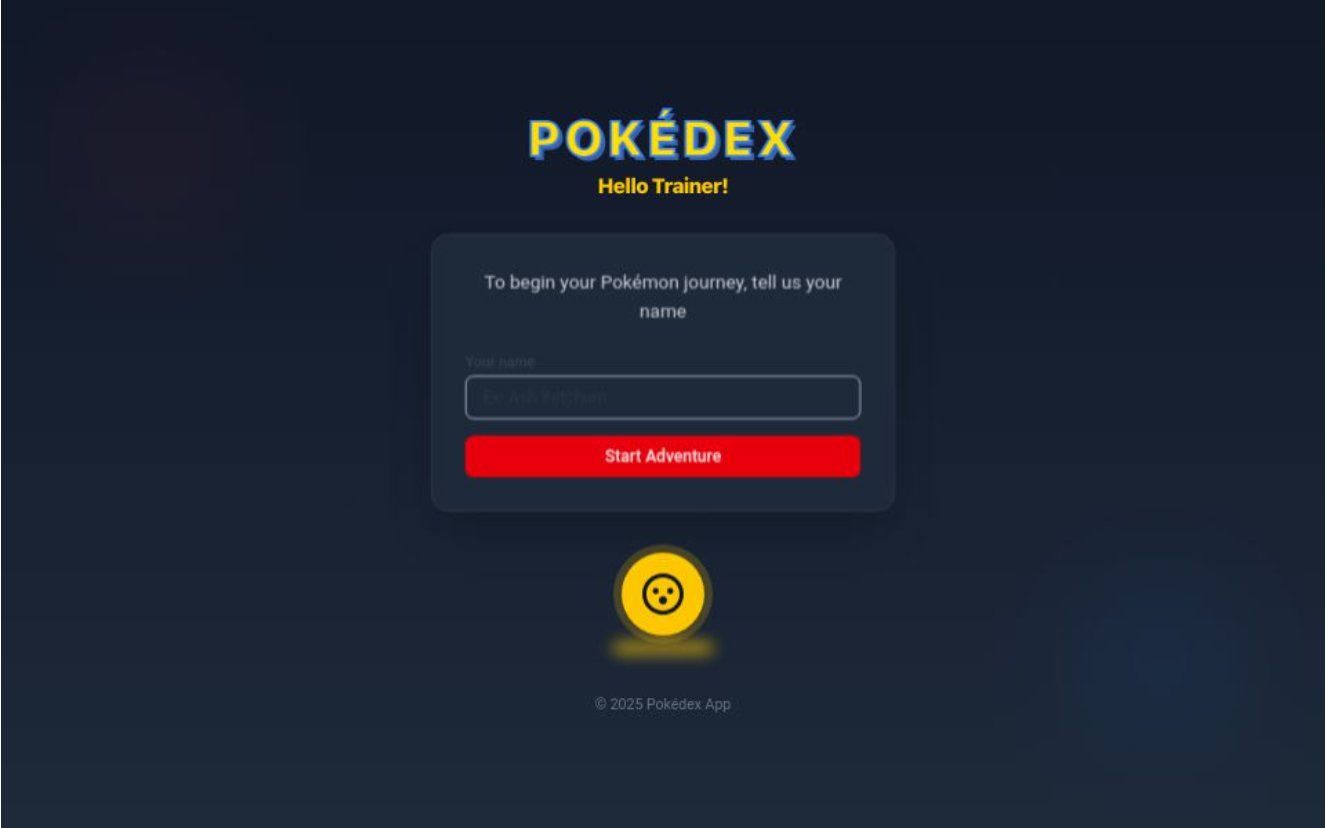 POKÉDEX
Hello Trainer!
To begin your Pokémon journey, tell us your
name
Your name
Ex: Ash Ketchum
Start Adventure
© 2025 Pokédex App